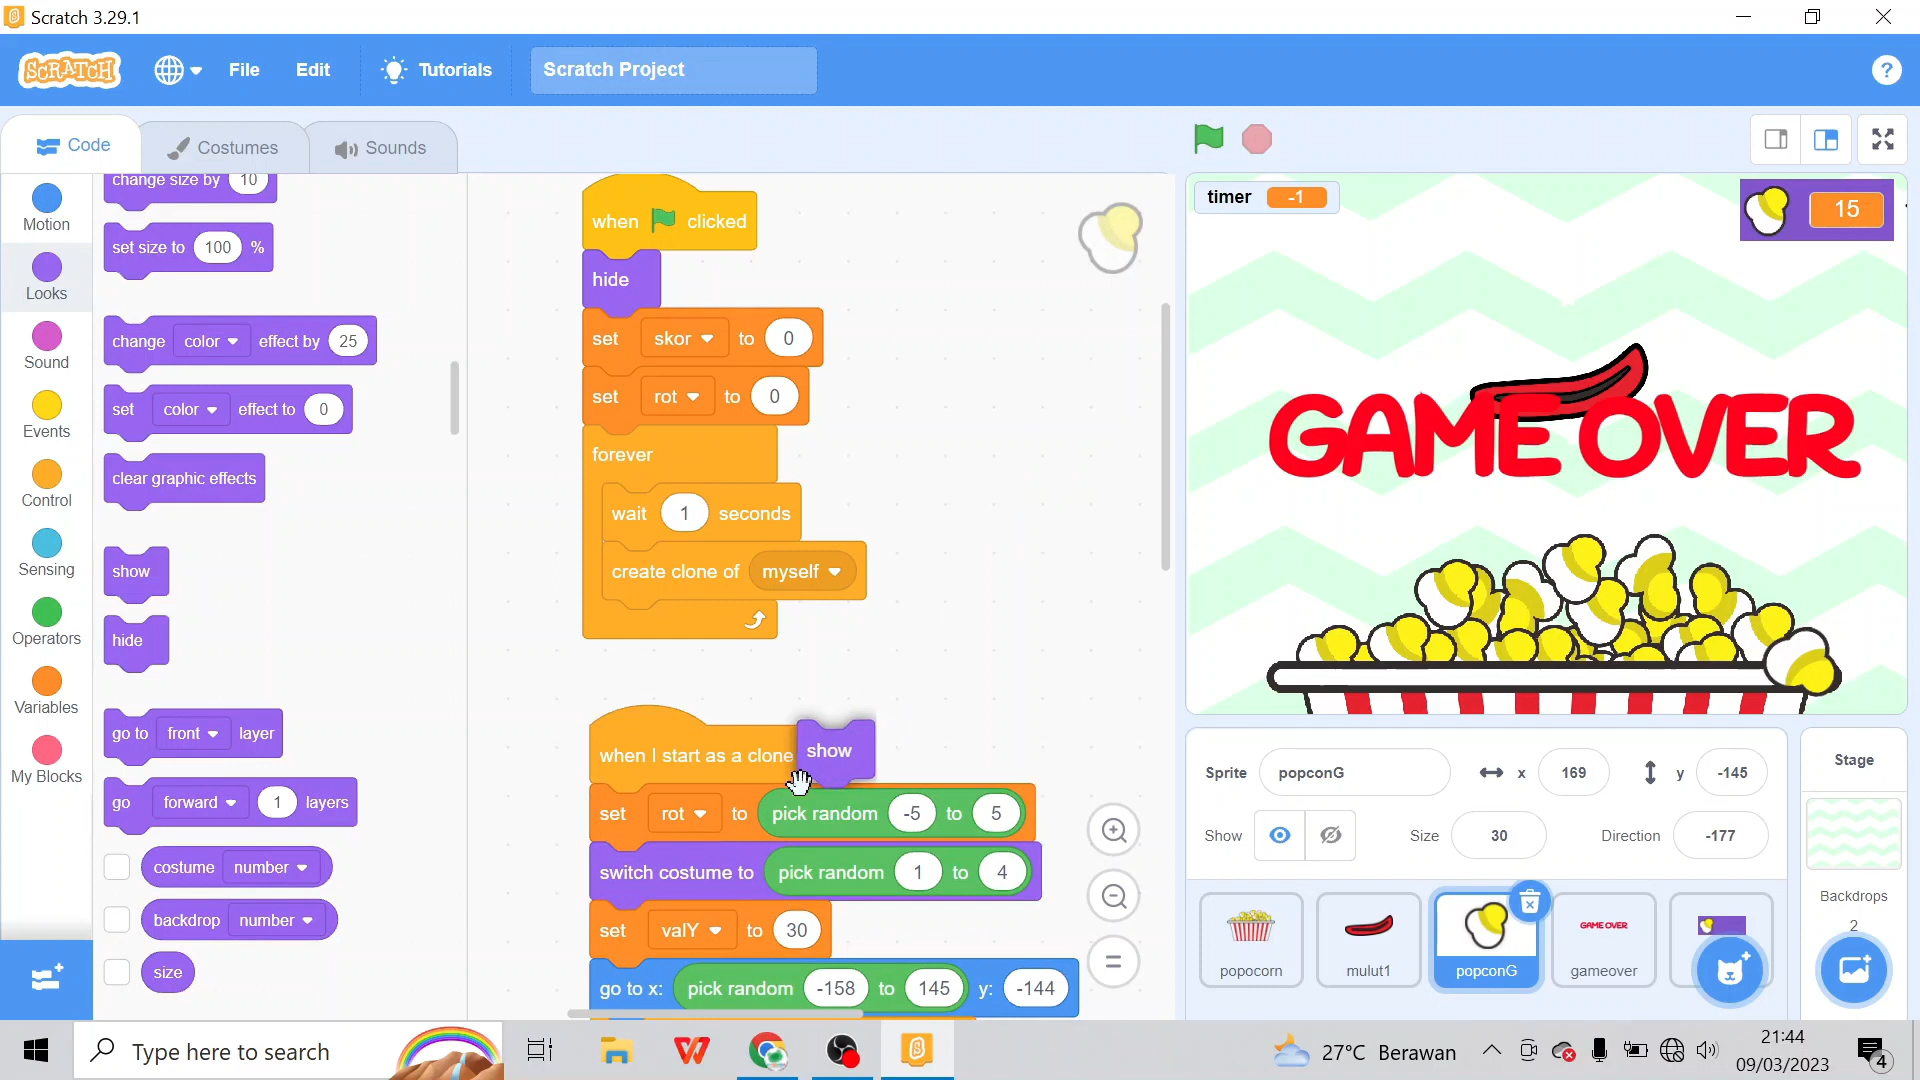 Scratch 3.29.1
SCRATCH
File
Edit
Tutorials
Scratch Project
?
Code
Costumes
Sounds
Motion
Looks
Sound
Events
Control
Sensing
Operators
Variables
My Blocks
change size by 10
set size to 100 %
change color effect by 25
set color effect to 0
clear graphic effects
show
hide
go to front layer
go forward 1 layers
costume number
backdrop number
size
when clicked
hide
set skor to 0
set rot to 0
forever
wait 1 seconds
create clone of myself
when I start as a clone
show
set rot to pick random -5 to 5
switch costume to pick random 1 to 4
set valY to 30
go to x: pick random -158 to 145 y: -144
timer -1
15
GAME OVER
Sprite popconG x 169 y -145
Show Size 30 Direction -177
popocorn
mulut1
popconG
GAME OVER
gameover
Stage
Backdrops
2
Type here to search
27°C Berawan
21:44
09/03/2023
4